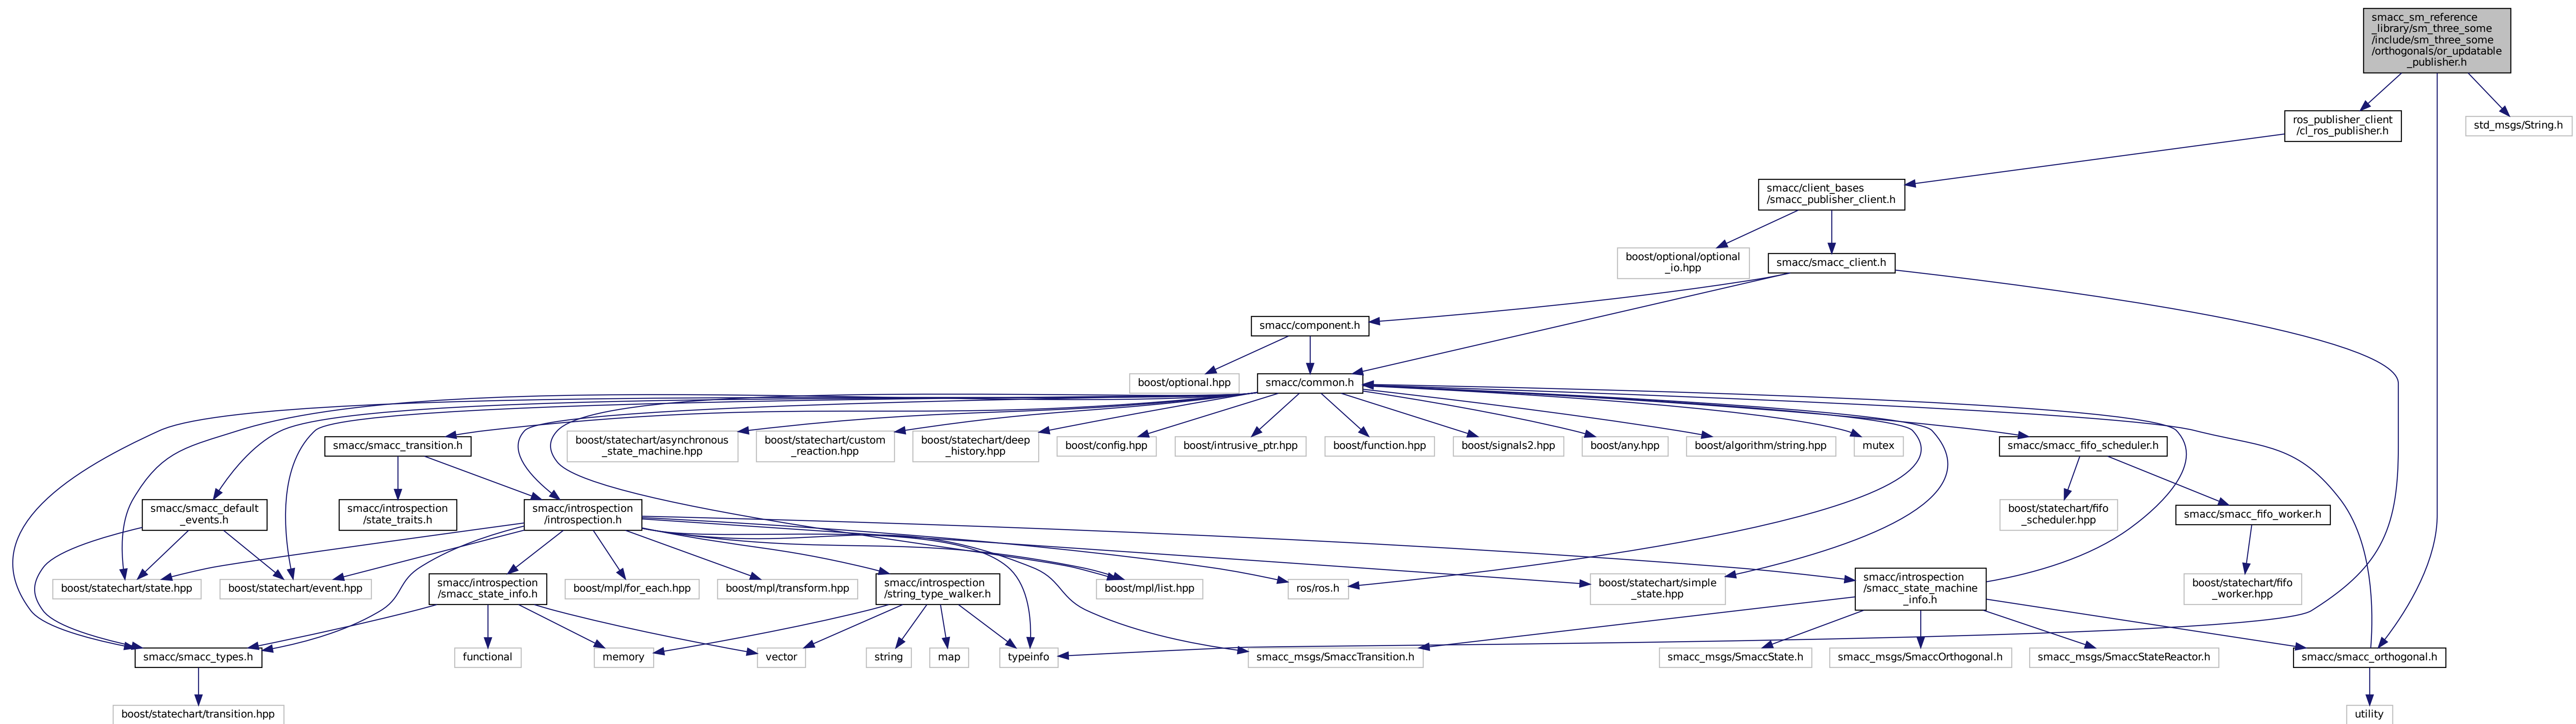 smacc_sm_reference
_library/sm_three_some
/include/sm_three_some
/orthogonals/or_updatable
_publisher.h
ros_publisher_client
/cl_ros_publisher.h
std_msgs/String.h
smacc/client_bases
/smacc_publisher_client.h
boost/optional/optional
_io.hpp
smacc/smacc_client.h
smacc/component.h
boost/optional.hpp
smacc/common.h
smacc/smacc_transition.h
boost/statechart/asynchronous
_state_machine.hpp
boost/statechart/custom
_reaction.hpp
boost/statechart/deep
_history.hpp
boost/config.hpp
boost/intrusive_ptr.hpp
boost/function.hpp
boost/signals2.hpp
boost/any.hpp
boost/algorithm/string.hpp
mutex
smacc/smacc_fifo_scheduler.h
smacc/smacc_default
_events.h
smacc/introspection
/state_traits.h
smacc/introspection
/introspection.h
boost/statechart/fifo
_scheduler.hpp
smacc/smacc_fifo_worker.h
boost/statechart/state.hpp
boost/statechart/event.hpp
smacc/introspection
/smacc_state_info.h
boost/mpl/for_each.hpp
boost/mpl/transform.hpp
smacc/introspection
/string_type_walker.h
boost/mpl/list.hpp
ros/ros.h
boost/statechart/simple
_state.hpp
smacc/introspection
/smacc_state_machine
_info.h
boost/statechart/fifo
_worker.hpp
smacc/smacc_types.h
functional
memory
vector
string
map
typeinfo
smacc_msgs/SmaccTransition.h
smacc_msgs/SmaccState.h
smacc_msgs/SmaccOrthogonal.h
smacc_msgs/SmaccStateReactor.h
smacc/smacc_orthogonal.h
boost/statechart/transition.hpp
utility